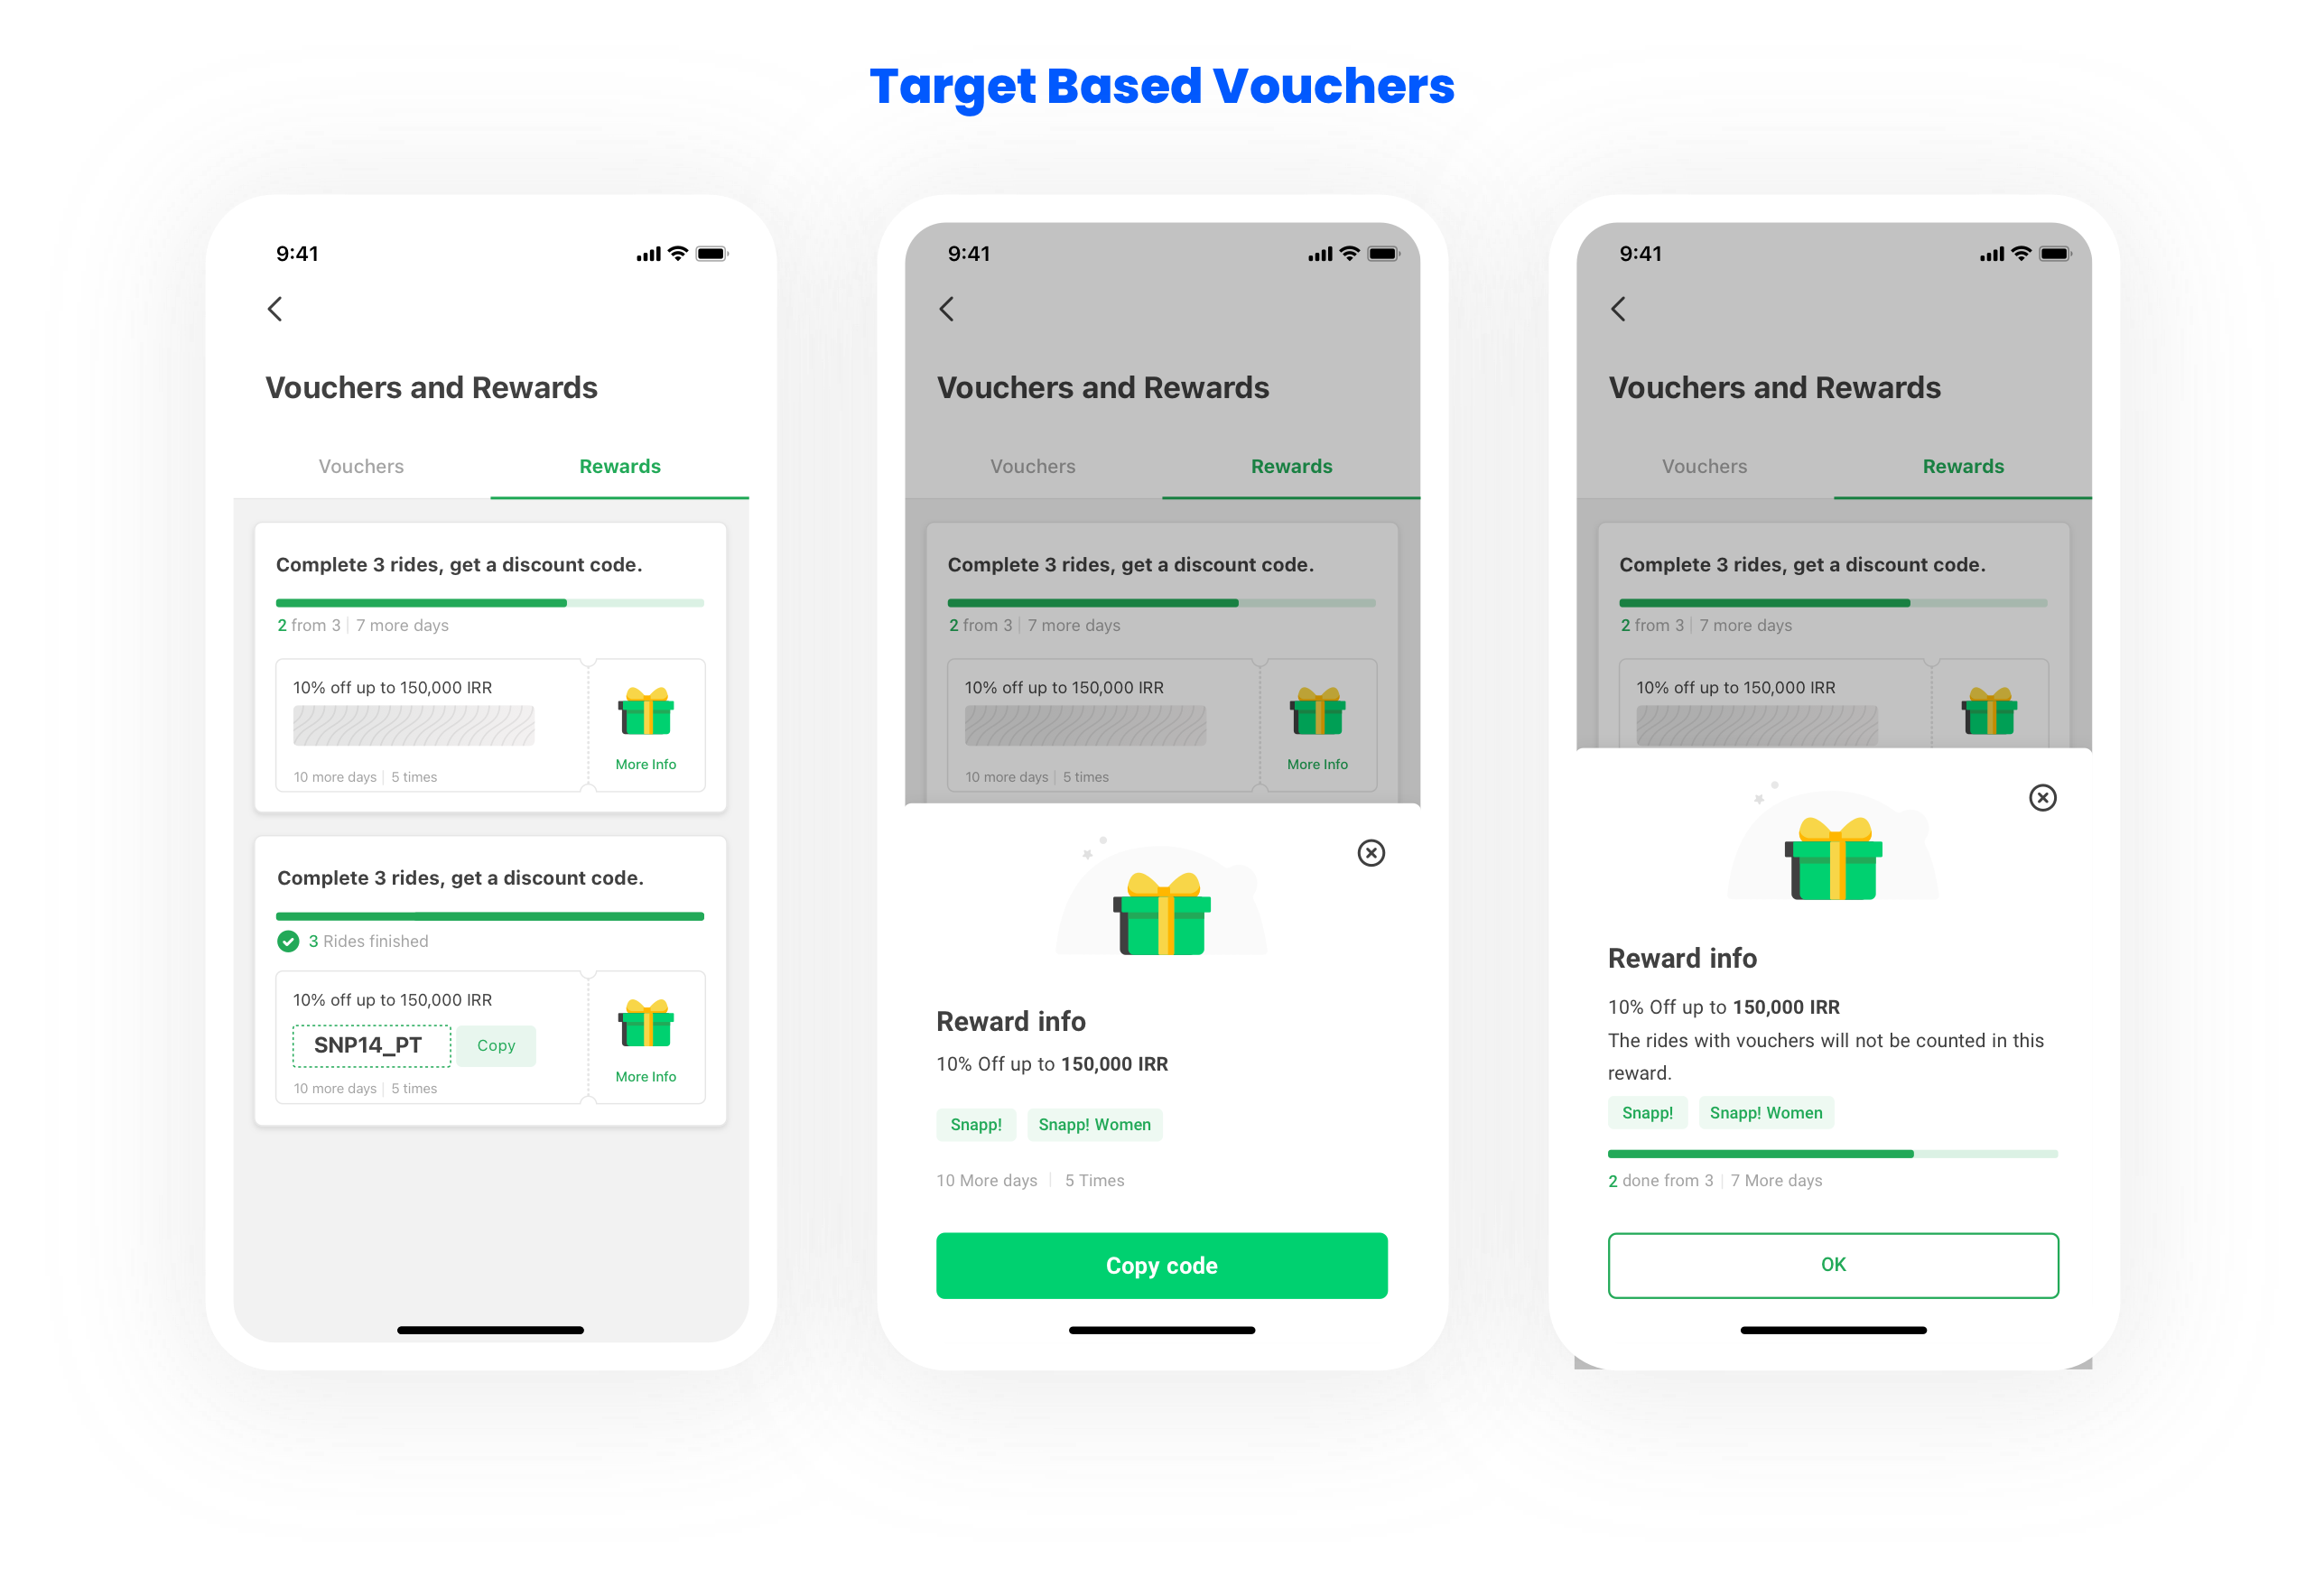 Target Based Vouchers
9:41
Vouchers and Rewards
Vouchers
Rewards
Complete 3 rides, get a discount code.
2 from 3 | 7 more days
10% off up to 150,000 IRR
10 more days | 5 times
More Info
Complete 3 rides, get a discount code.
3 Rides finished
10% off up to 150,000 IRR
SNP14_PT
Copy
10 more days | 5 times
More Info
9:41
Vouchers and Rewards
Vouchers
Rewards
Complete 3 rides, get a discount code.
2 from 3 | 7 more days
10% off up to 150,000 IRR
10 more days | 5 times
More Info
Reward info
10% Off up to 150,000 IRR
Snapp!
Snapp! Women
10 More days | 5 Times
Copy code
9:41
Vouchers and Rewards
Vouchers
Rewards
Complete 3 rides, get a discount code.
2 from 3 | 7 more days
10% off up to 150,000 IRR
Reward info
10% Off up to 150,000 IRR
The rides with vouchers will not be counted in this
reward.
Snapp!
Snapp! Women
2 done from 3 | 7 More days
OK